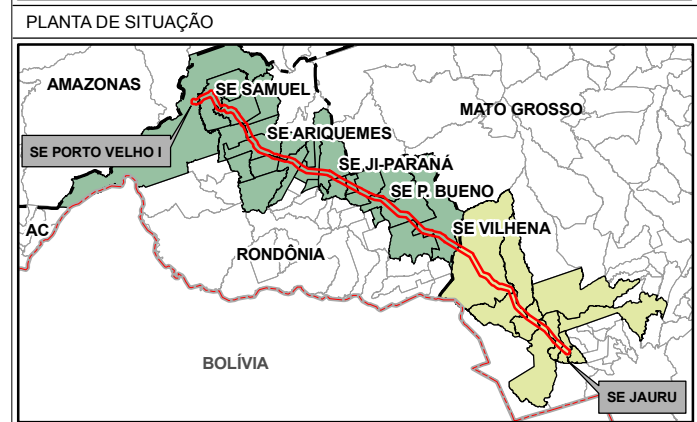 PLANTA DE SITUAÇÃO
AMAZONAS
SE SAMUEL
MATO GROSSO
SE PORTO VELHO I
SE ARIQUEMES
SE JI-PARANÁ
SE P. BUENO
AC
SE VILHENA
RONDÔNIA
BOLÍVIA
SE JAURU